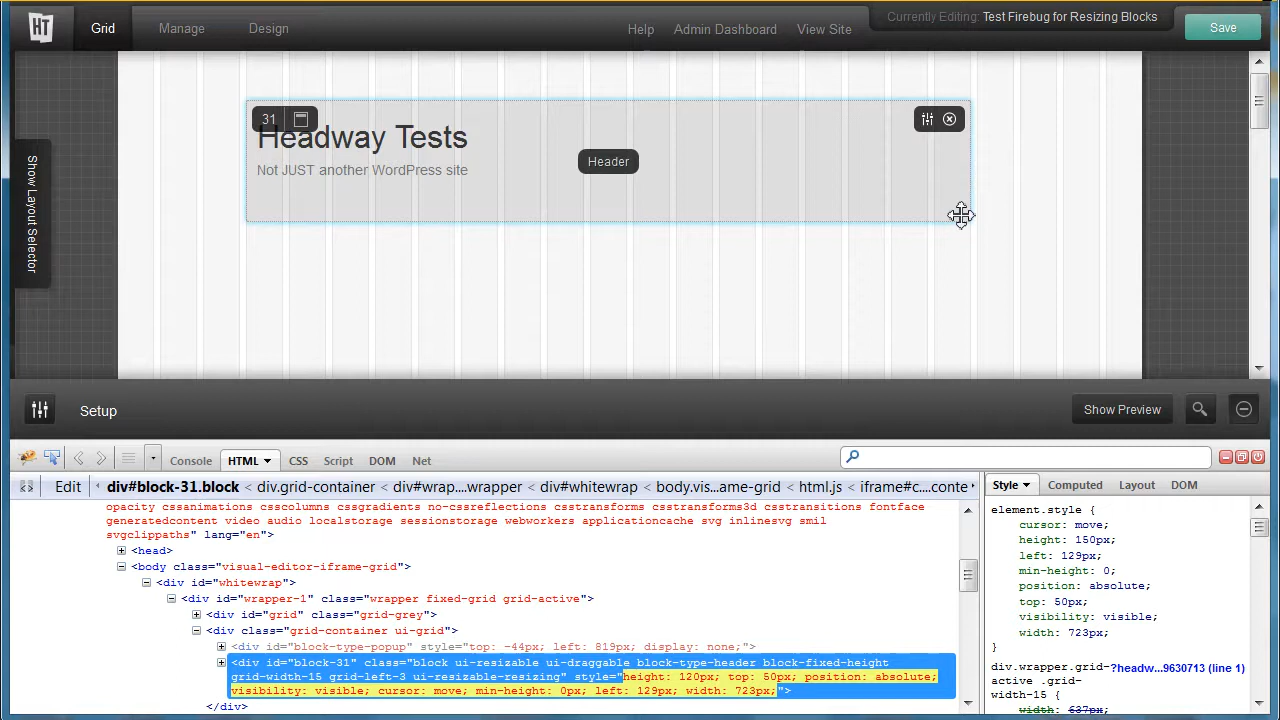 HT Grid Manage Design Help Admin Dashboard View Site Currently Editing: Test Firebug for Resizing Blocks Save
31
Headway Tests
Header
Not JUST another WordPress site
Show Layout Selector
Setup Show Preview
Console HTML CSS Script DOM Net
Edit div#block-31.block < div.grid-container < div#wrap....wrapper < div#whitewrap < body.vis...ame-grid < html.js < iframe#c....conte
opacity cssanimations csscolumns cssgradients no-cssreflections csstransforms csstransforms3d csstransitions fontface
generatedcontent video audio localstorage sessionstorage webworkers applicationcache svg inlinesvg smil
svgclippaths" lang="en">
<head>
<body class="visual-editor-iframe-grid">
<div id="whitewrap">
<div id="wrapper-1" class="wrapper fixed-grid grid-active">
<div id="grid" class="grid-grey">
<div class="grid-container ui-grid">
<div id="block-type-popup" style="top: -44px; left: 819px; display: none;">
<div id="block-31" class="block ui-resizable ui-draggable block-type-header block-fixed-height
grid-width-15 grid-left-3 ui-resizable-resizing" style="height: 120px; top: 50px; position: absolute;
visibility: visible; cursor: move; min-height: 0px; left: 129px; width: 723px;">
</div>
Style Computed Layout DOM
element.style {
cursor: move;
height: 150px;
left: 129px;
min-height: 0;
position: absolute;
top: 50px;
visibility: visible;
width: 723px;
}
div.wrapper.grid-?headw...9630713 (line 1)
active .grid-
width-15 {
width: 637px;